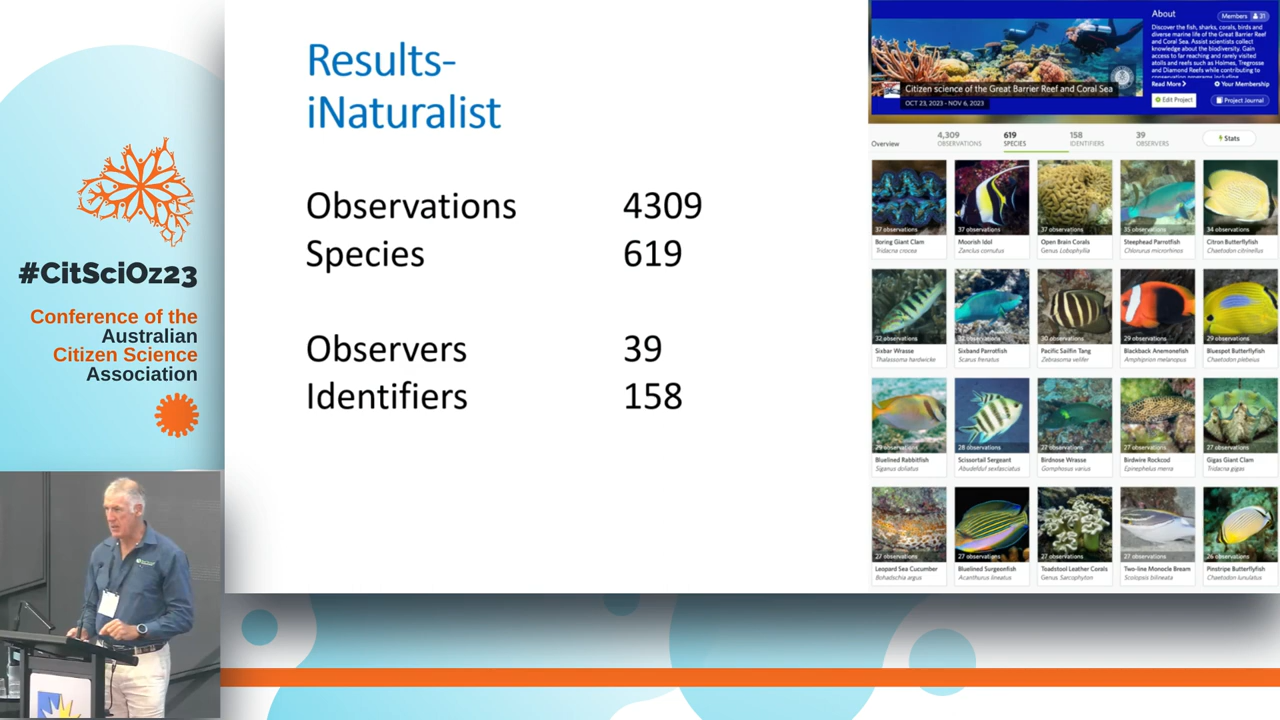 #CitSciOz23
Conference of the
Australian
Citizen Science
Association
Results-
iNaturalist
Observations 4309
Species 619
Observers 39
Identifiers 158
About
Members 31
Discover the fish, sharks, corals, birds and
diverse marine life of the Great Barrier Reef
and Coral Sea. Assist scientists collect
knowledge about the biodiversity. Gain
access to far reaching and rarely visited
atolls and reefs such as Holmes, Tregrosse
and Diamond Reefs while contributing to
conservation programs including
Read More > Your Membership
Edit Project Project Journal
Citizen science of the Great Barrier Reef and Coral Sea
OCT 23, 2023 - NOV 6, 2023
Overview
4,309
OBSERVATIONS
619
SPECIES
158
IDENTIFIERS
39
OBSERVERS
Stats
37 observations 37 observations 37 observations 35 observations 34 observations
Boring Giant Clam Moorish Idol Open Brain Corals Steephead Parrotfish Citron Butterflyfish
Tridacna crocea Zanclus cornutus Genus Lobophyllia Chlorurus microrhinos Chaetodon citrinellus
32 observations observations 30 observations 29 observations 29 observations
Sixbar Wrasse Sixband Parrotfish Pacific Sailfin Tang Blackback Anemonefish Bluespot Butterflyfish
Thalassoma hardwicke Scarus frenatus Zebrasoma velifer Amphiprion melanopus Chaetodon plebeius
observations 28 observations observations 27 observations 27 observations
Bluelined Rabbitfish Scissortail Sergeant Birdnose Wrasse Birdwire Rockcod Gigas Giant Clam
Siganus doliatus Abudefduf sexfasciatus Gomphosus varius Epinephelus merra Tridacna gigas
27 observations 27 observations 27 observations 27 observations 26 observations
Leopard Sea Cucumber Bluelined Surgeonfish Toadstool Leather Corals Two-line Monocle Bream Pinstripe Butterflyfish
Bohadschia argus Acanthurus lineatus Genus Sarcophyton Scolopsis bilineata Chaetodon lunulatus